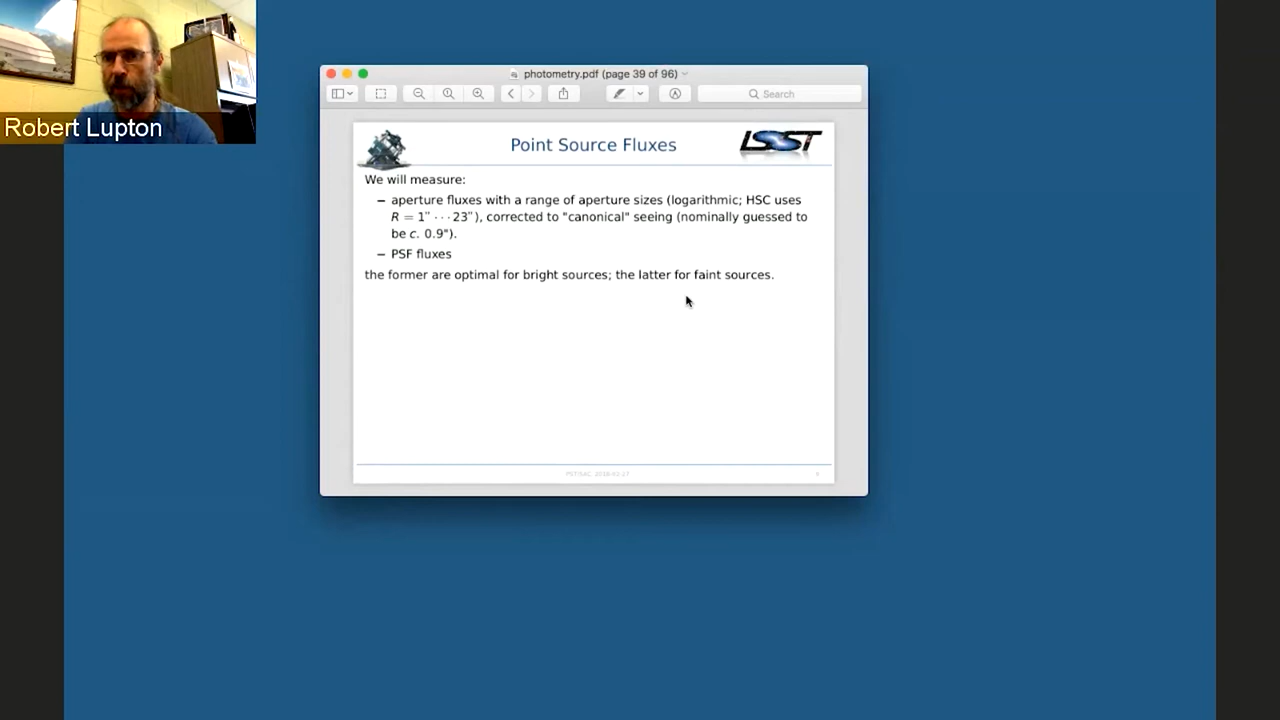 Robert Lupton
photometry.pdf (page 39 of 96)
Search
Point Source Fluxes
LSST
We will measure:
– aperture fluxes with a range of aperture sizes (logarithmic; HSC uses
R = 1" ··· 23"), corrected to "canonical" seeing (nominally guessed to
be c. 0.9").
– PSF fluxes
the former are optimal for bright sources; the latter for faint sources.